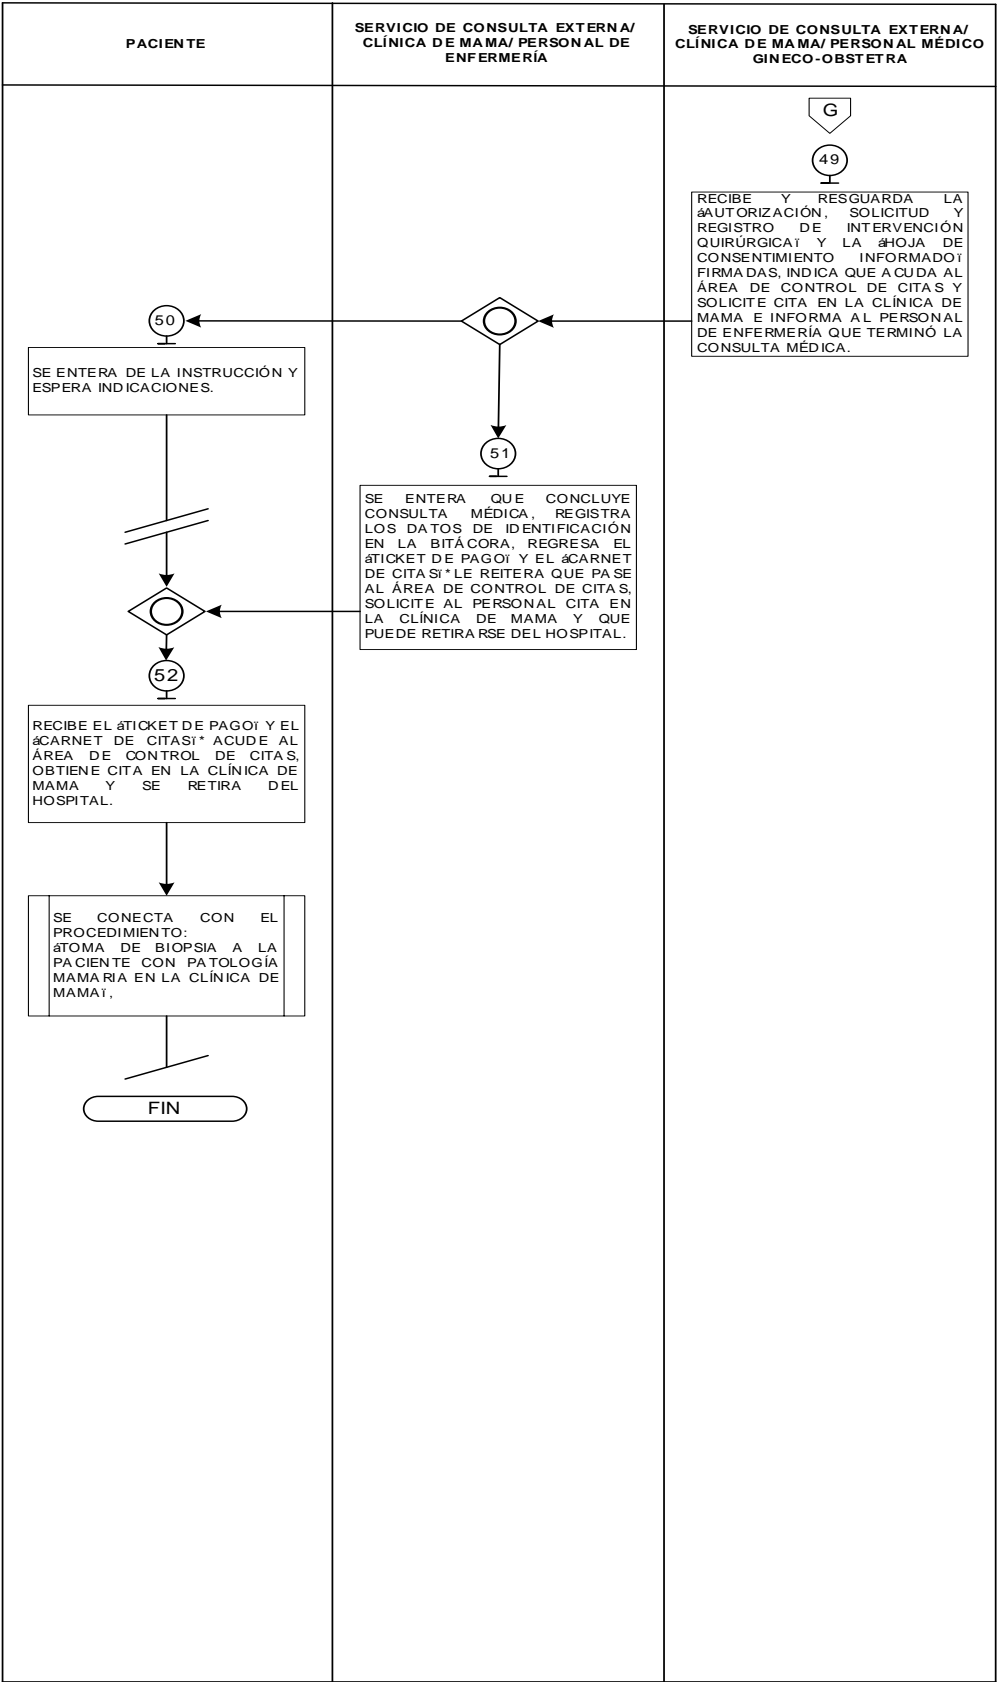 PACIENTE
SERVICIO DE CONSULTA EXTERNA/
CLÍNICA DE MAMA/ PERSONAL DE
ENFERMERÍA
SERVICIO DE CONSULTA EXTERNA/
CLÍNICA DE MAMA/ PERSONAL MÉDICO
GINECO-OBSTETRA
G
49
RECIBE Y RESGUARDA LA
áAUTORIZACIÓN, SOLICITUD Y
REGISTRO DE INTERVENCIÓN
QUIRÚRGICAï Y LA áHOJA DE
CONSENTIMIENTO INFORMADOï
FIRMADAS, INDICA QUE ACUDA AL
ÁREA DE CONTROL DE CITAS Y
SOLICITE CITA EN LA CLÍNICA DE
MAMA E INFORMA AL PERSONAL
DE ENFERMERÍA QUE TERMINÓ LA
CONSULTA MÉDICA.
50
SE ENTERA DE LA INSTRUCCIÓN Y
ESPERA INDICACIONES.
51
SE ENTERA QUE CONCLUYE
CONSULTA MÉDICA, REGISTRA
LOS DATOS DE IDENTIFICACIÓN
EN LA BITÁCORA, REGRESA EL
áTICKET DE PAGOï Y EL áCARNET
DE CITASï* LE REITERA QUE PASE
AL ÁREA DE CONTROL DE CITAS,
SOLICITE AL PERSONAL CITA EN
LA CLÍNICA DE MAMA Y QUE
PUEDE RETIRARSE DEL HOSPITAL.
52
RECIBE EL áTICKET DE PAGOï Y EL
áCARNET DE CITASï* ACUDE AL
ÁREA DE CONTROL DE CITAS,
OBTIENE CITA EN LA CLÍNICA DE
MAMA Y SE RETIRA DEL
HOSPITAL.
SE CONECTA CON EL
PROCEDIMIENTO:
áTOMA DE BIOPSIA A LA
PACIENTE CON PATOLOGÍA
MAMARIA EN LA CLÍNICA DE
MAMAï,
FIN